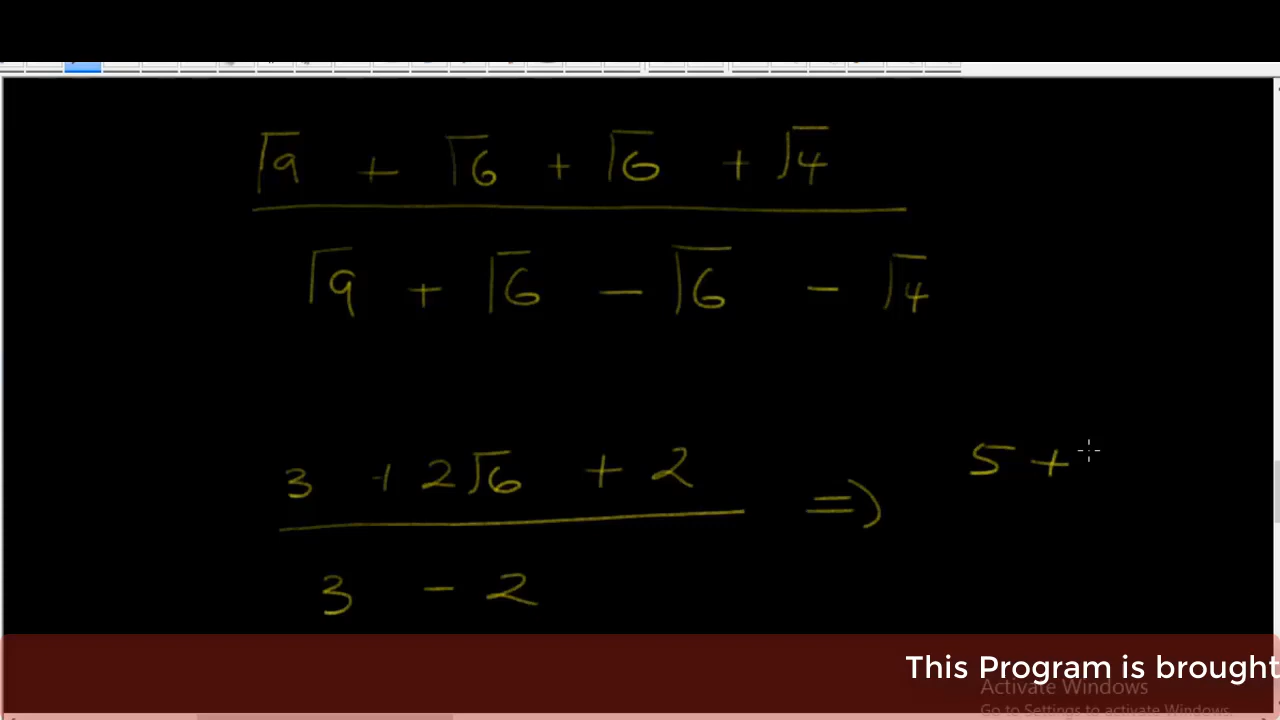 √9 + √6 + √6 + √4
√9 + √6 - √6 - √4
3 + 2√6 + 2 => 5 +
3 - 2
This Program is brought
Activate Windows
Go to Settings to activate Windows.